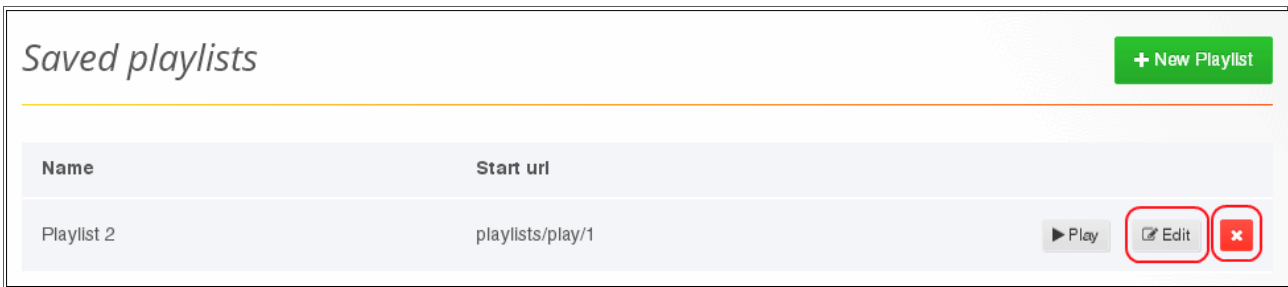 Saved playlists
+ New Playlist
Name Start url
Playlist 2 playlists/play/1 Play Edit